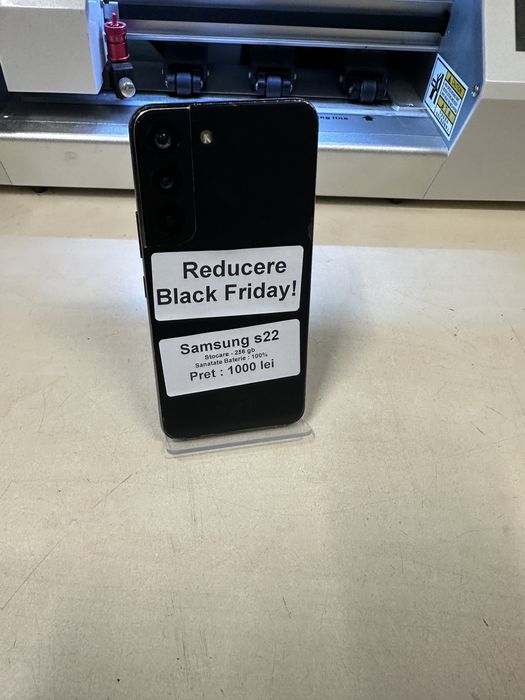 Reducere
Black Friday!
Samsung s22
Stocare - 256 gb
Sanatate Baterie : 100%
Pret : 1000 lei